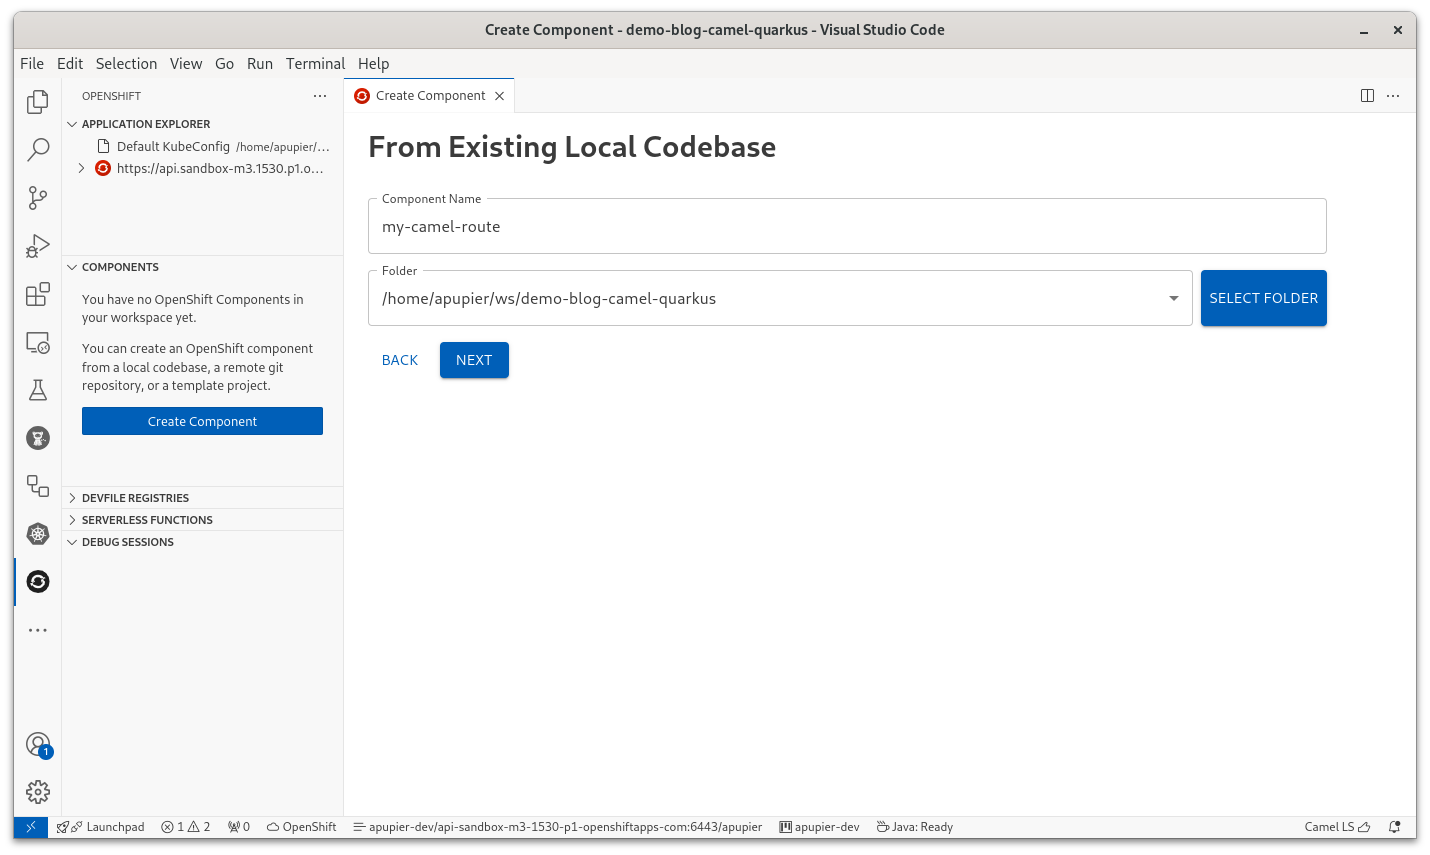 Create Component - demo-blog-camel-quarkus - Visual Studio Code
File Edit Selection View Go Run Terminal Help
OPENSHIFT
APPLICATION EXPLORER
Default KubeConfig /home/apupier/...
https://api.sandbox-m3.1530.p1.o...
COMPONENTS
You have no OpenShift Components in
your workspace yet.
You can create an OpenShift component
from a local codebase, a remote git
repository, or a template project.
Create Component
DEVFILE REGISTRIES
SERVERLESS FUNCTIONS
DEBUG SESSIONS
1
Create Component
From Existing Local Codebase
Component Name
my-camel-route
Folder
/home/apupier/ws/demo-blog-camel-quarkus
SELECT FOLDER
BACK NEXT
Launchpad 1 2 0 OpenShift apupier-dev/api-sandbox-m3-1530-p1-openshiftapps-com:6443/apupier apupier-dev Java: Ready Camel LS